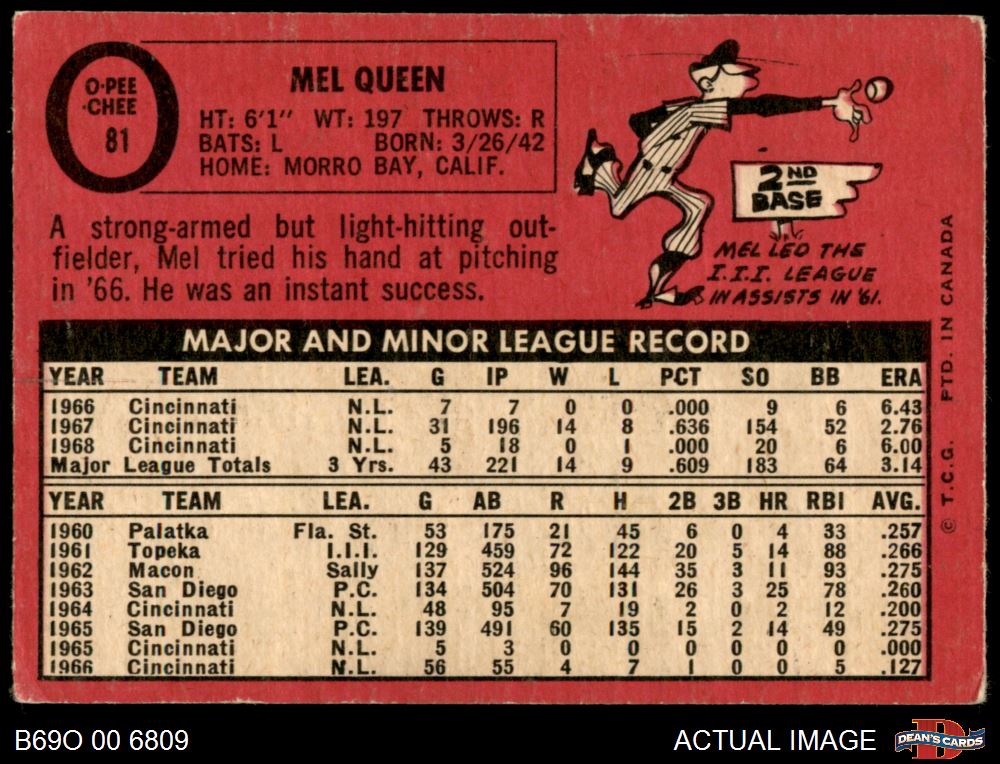 O-PEE
-CHEE
81
MEL QUEEN
HT: 6'1" WT: 197 THROWS: R
BATS: L BORN: 3/26/42
HOME: MORRO BAY, CALIF.
A strong-armed but light-hitting out-
fielder, Mel tried his hand at pitching
in '66. He was an instant success.
2ND
BASE
MEL LED THE
I.I.I. LEAGUE
IN ASSISTS IN '61.
MAJOR AND MINOR LEAGUE RECORD
YEAR TEAM LEA. G IP W L PCT SO BB ERA
1966 Cincinnati N.L. 7 7 0 0 .000 9 6 6.43
1967 Cincinnati N.L. 31 196 14 8 .636 154 52 2.76
1968 Cincinnati N.L. 5 18 0 1 .000 20 6 6.00
Major League Totals 3 Yrs. 43 221 14 9 .609 183 64 3.14
YEAR TEAM LEA. G AB R H 2B 3B HR RBI AVG.
1960 Palatka Fla. St. 53 175 21 45 6 0 4 33 .257
1961 Topeka I.I.I. 129 459 72 122 20 5 14 88 .266
1962 Macon Sally 137 524 96 144 35 3 11 93 .275
1963 San Diego P.C. 134 504 70 131 26 3 25 78 .260
1964 Cincinnati N.L. 48 95 7 19 2 0 2 12 .200
1965 San Diego P.C. 139 491 60 135 15 2 14 49 .275
1965 Cincinnati N.L. 5 3 0 0 0 0 0 0 .000
1966 Cincinnati N.L. 56 55 4 7 1 0 0 5 .127
© T.C.G. PTD. IN CANADA
B69O 00 6809
ACTUAL IMAGE
D
DEAN'S CARDS